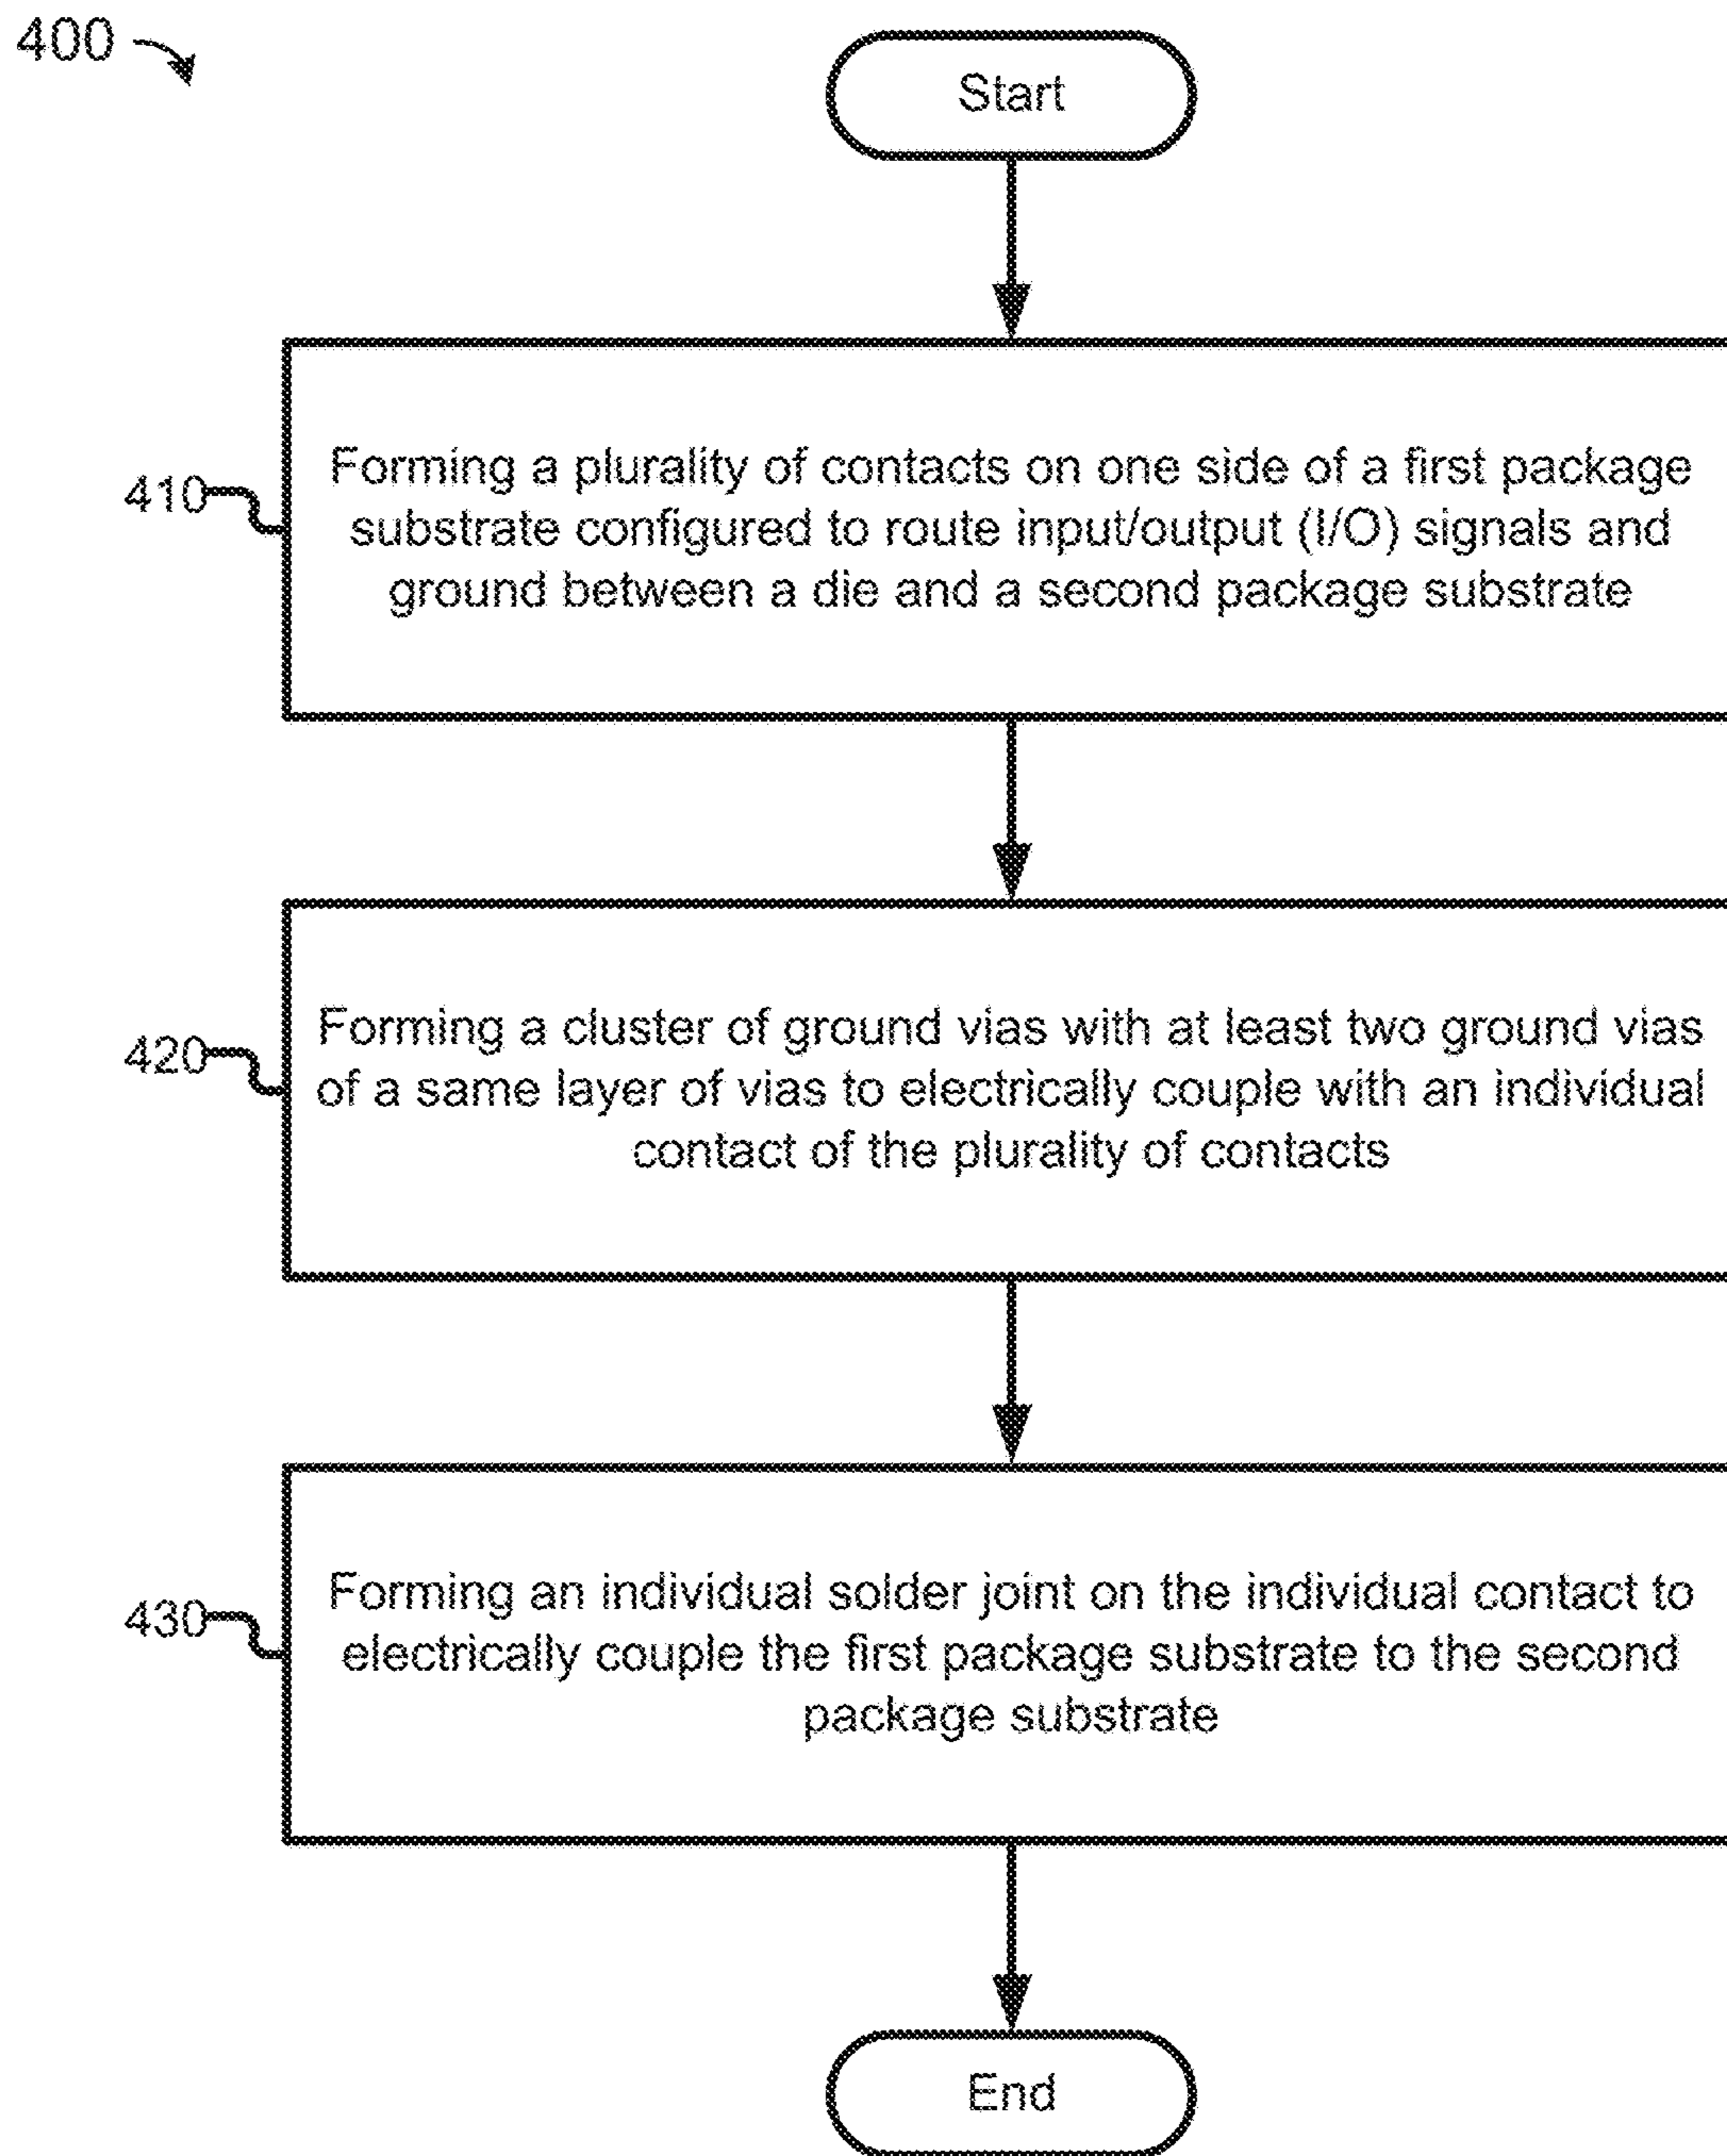 400
Start
410
Forming a plurality of contacts on one side of a first package
substrate configured to route input/output (I/O) signals and
ground between a die and a second package substrate
420
Forming a cluster of ground vias with at least two ground vias
of a same layer of vias to electrically couple with an individual
contact of the plurality of contacts
430
Forming an individual solder joint on the individual contact to
electrically couple the first package substrate to the second
package substrate
End